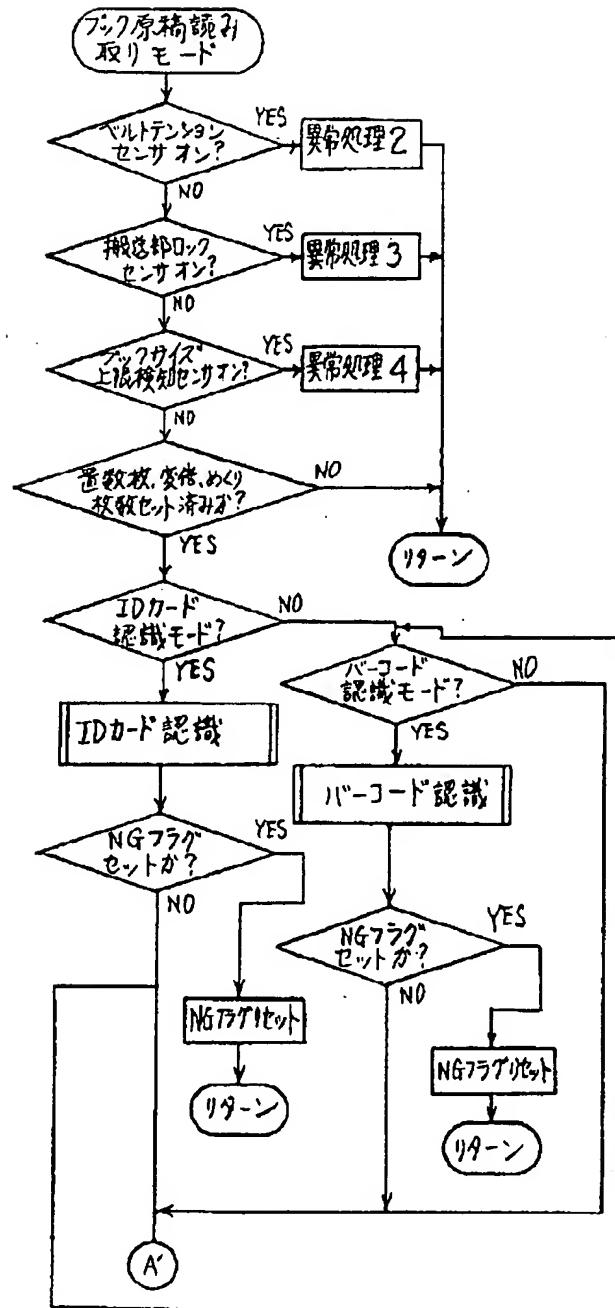 ブック原稿読み
取りモード
ベルトテンション
センサオン?
YES
異常処理2
NO
搬送部ロック
センサオン?
YES
異常処理3
NO
ブックサイズ
上限検知センサオン?
YES
異常処理4
NO
置数枚、変倍、めくり
枚数セット済みか?
NO
YES
リターン
IDカード
認識モード?
NO
YES
バーコード
認識モード?
NO
YES
IDカード認識
バーコード認識
NGフラグ
セットか?
YES
NO
NGフラグ
セットか?
YES
NO
NGフラグリセット
リターン
NGフラグリセット
リターン
A'